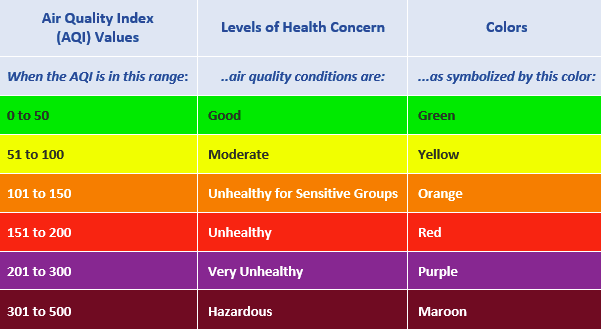 Air Quality Index
(AQI) Values
Levels of Health Concern
Colors
When the AQI is in this range:
..air quality conditions are:
...as symbolized by this color:
0 to 50
Good
Green
51 to 100
Moderate
Yellow
101 to 150
Unhealthy for Sensitive Groups
Orange
151 to 200
Unhealthy
Red
201 to 300
Very Unhealthy
Purple
301 to 500
Hazardous
Maroon